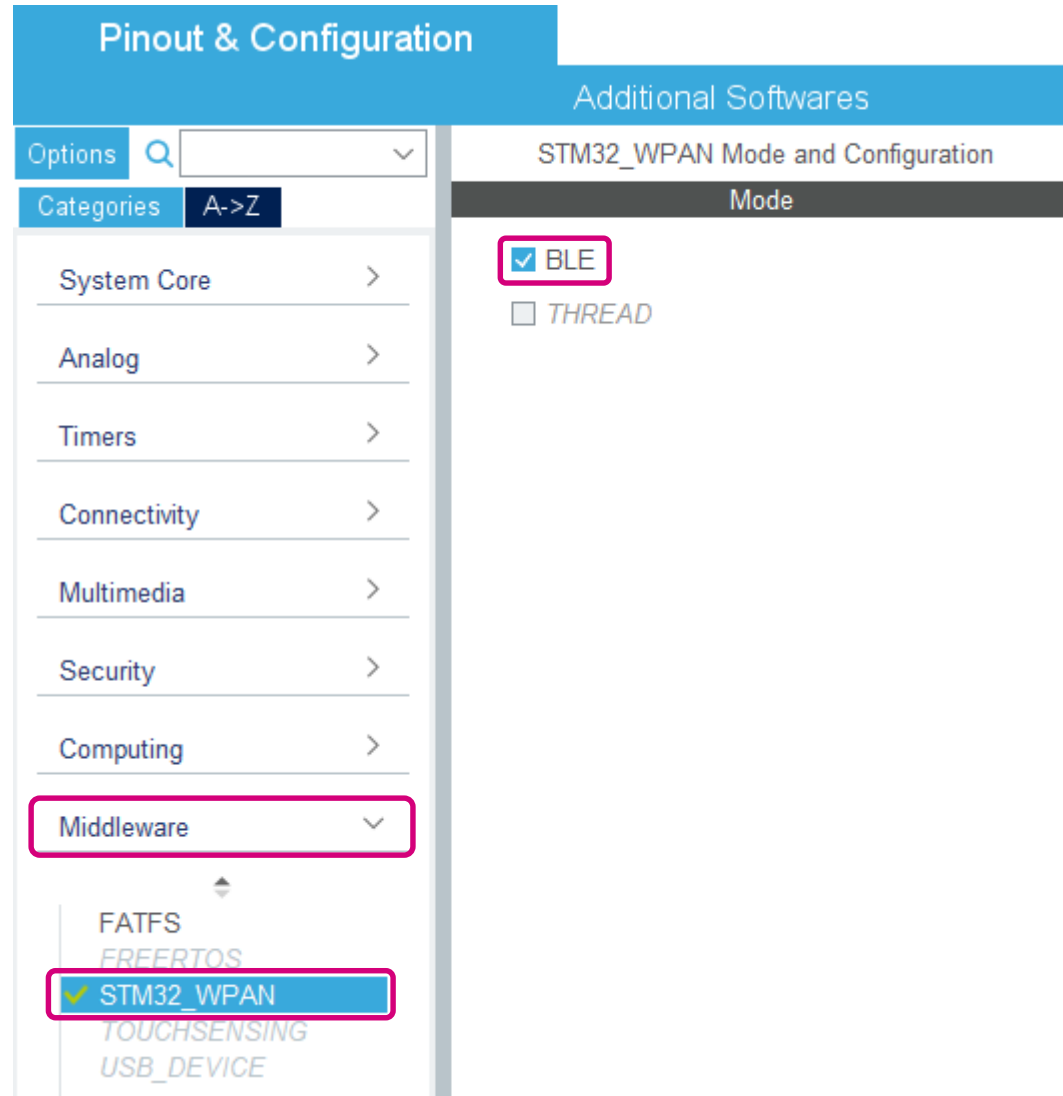 Pinout & Configuration
Additional Softwares
Options
STM32_WPAN Mode and Configuration
Categories A->Z
Mode
BLE
THREAD
System Core
Analog
Timers
Connectivity
Multimedia
Security
Computing
Middleware
FATFS
FREERTOS
STM32_WPAN
TOUCHSENSING
USB_DEVICE